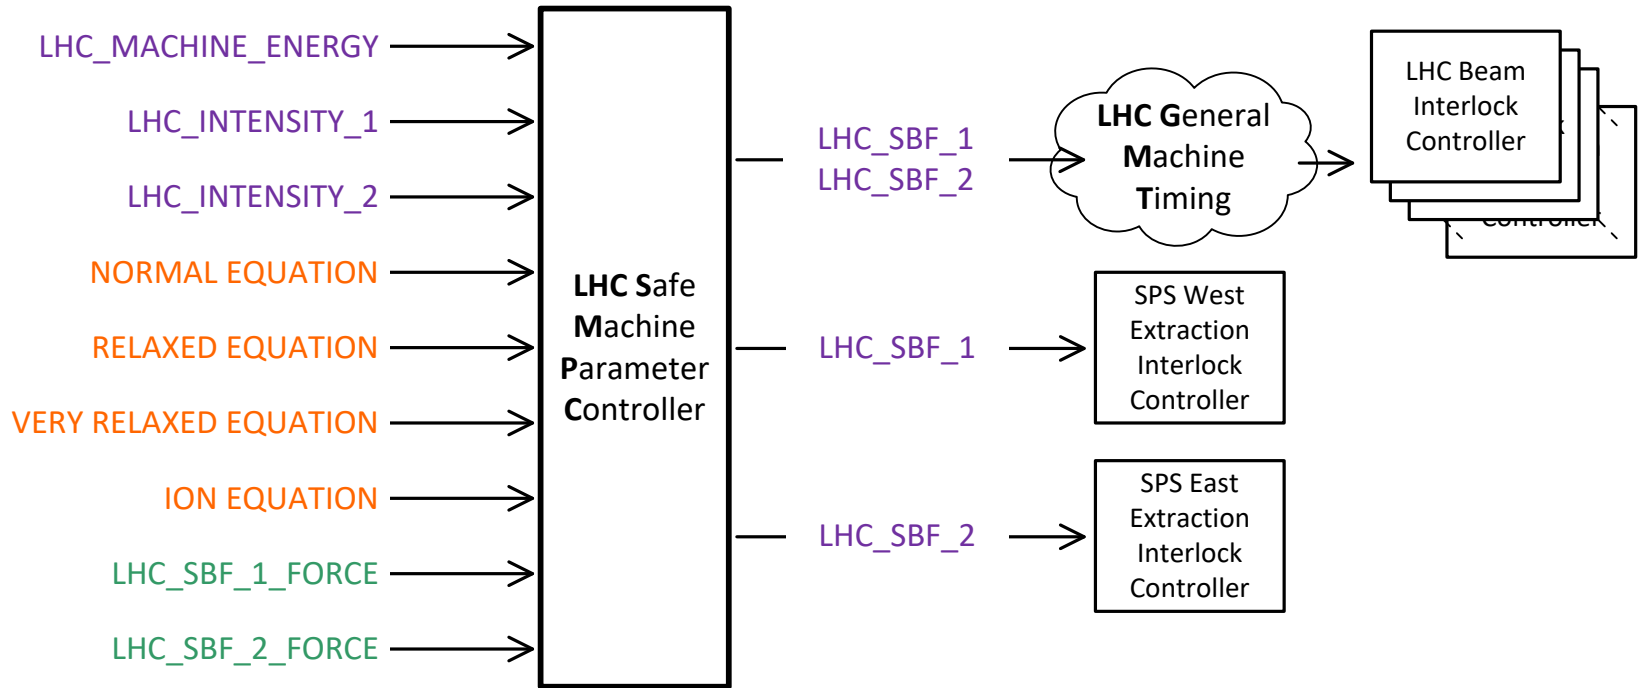 LHC_MACHINE_ENERGY
LHC_INTENSITY_1
LHC_INTENSITY_2
NORMAL EQUATION
RELAXED EQUATION
VERY RELAXED EQUATION
ION EQUATION
LHC_SBF_1_FORCE
LHC_SBF_2_FORCE
LHC Safe
Machine
Parameter
Controller
LHC_SBF_1
LHC_SBF_2
LHC General
Machine
Timing
LHC Beam
Interlock
Controller
Controller
LHC_SBF_1
SPS West
Extraction
Interlock
Controller
LHC_SBF_2
SPS East
Extraction
Interlock
Controller